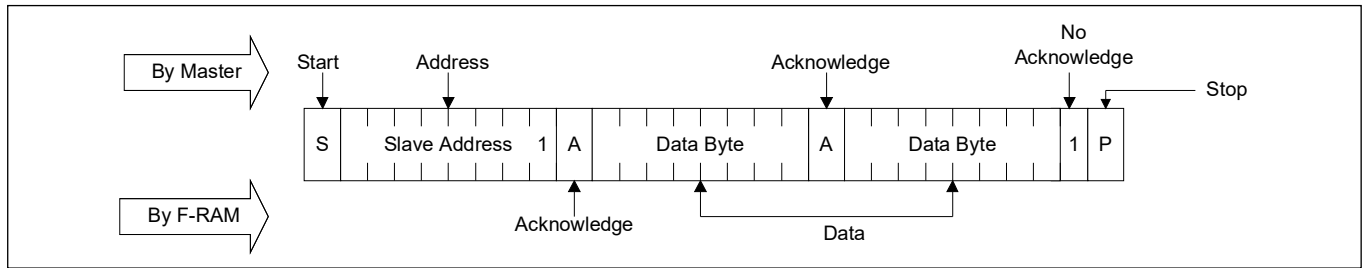 No
Acknowledge
By Master
Start
Address
Acknowledge
Stop
S
Slave Address 1
A
Data Byte
A
Data Byte
1
P
By F-RAM
Acknowledge
Data